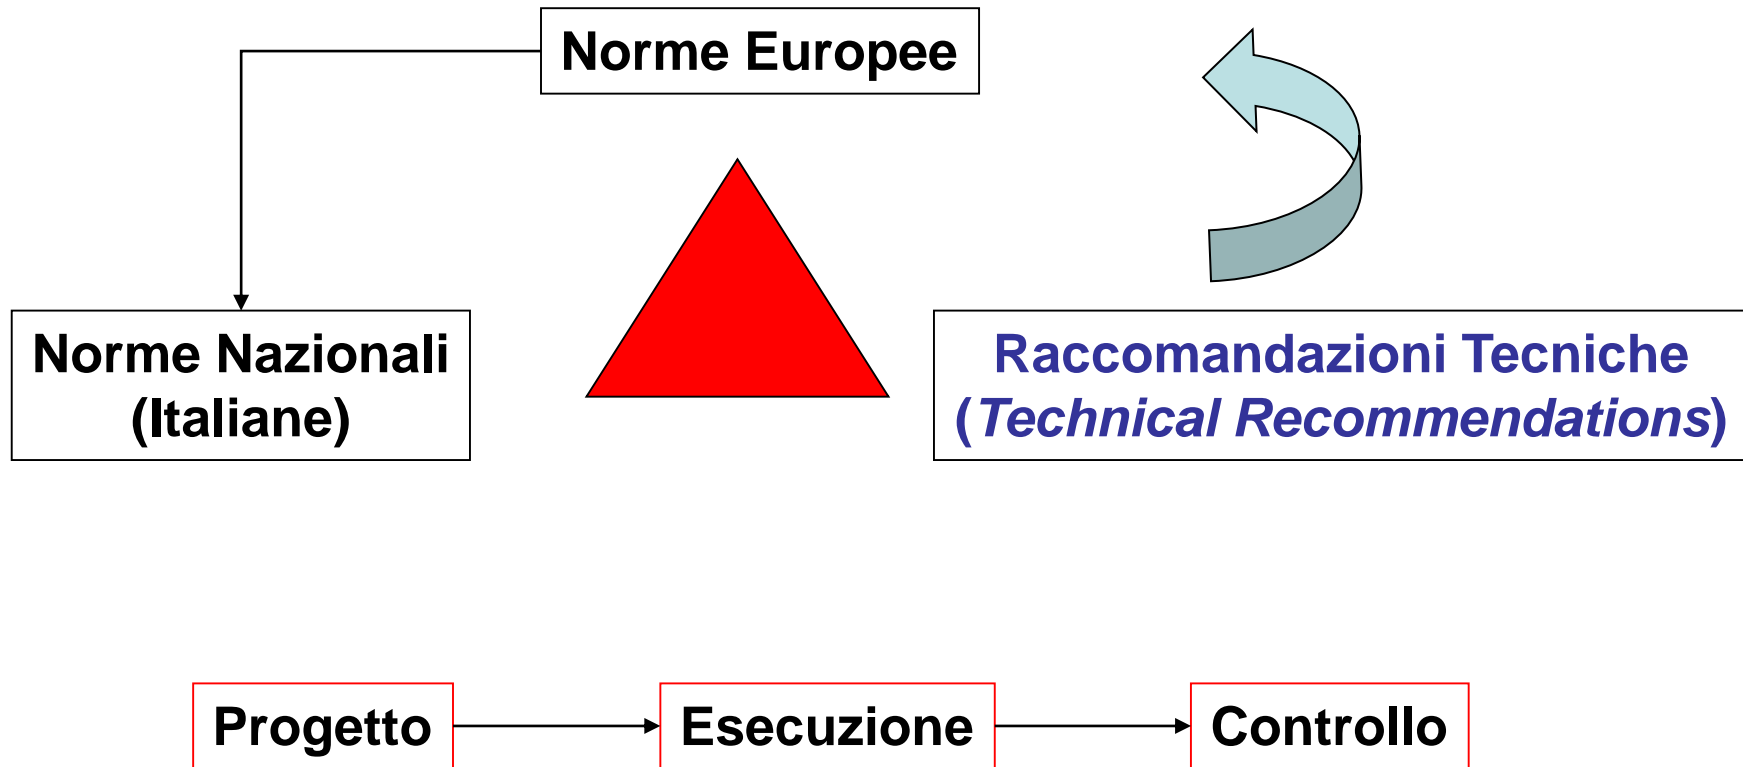 Norme Europee
Norme Nazionali
(Italiane)
Raccomandazioni Tecniche
(Technical Recommendations)
Progetto
Esecuzione
Controllo